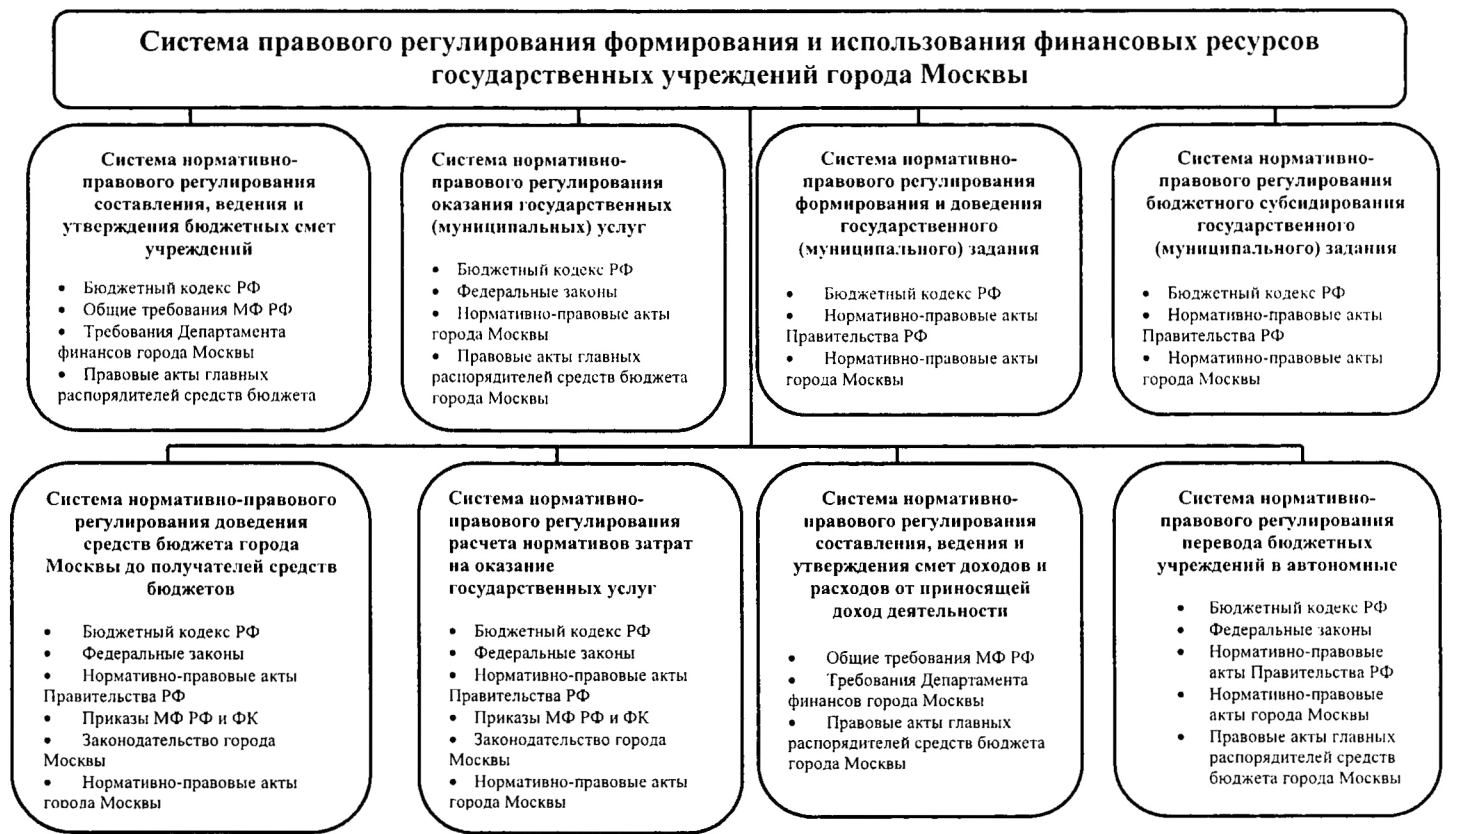 Система правового регулирования формирования и использования финансовых ресурсов
государственных учреждений города Москвы
Система нормативно-
правового регулирования
составления, ведения и
утверждения бюджетных смет
учреждений
• Бюджетный кодекс РФ
• Общие требования МФ РФ
• Требования Департамента
финансов города Москвы
• Правовые акты главных
распорядителей средств бюджета
Система нормативно-
правового регулирования
оказания государственных
(муниципальных) услуг
• Бюджетный кодекс РФ
• Федеральные законы
• Нормативно-правовые акты
города Москвы
• Правовые акты главных
распорядителей средств бюджета
города Москвы
Система нормативно-
правового регулирования
формирования и доведения
государственного
(муниципального) задания
• Бюджетный кодекс РФ
• Нормативно-правовые акты
Правительства РФ
• Нормативно-правовые акты
города Москвы
Система нормативно-
правового регулирования
бюджетного субсидирования
государственного
(муниципального) задания
• Бюджетный кодекс РФ
• Нормативно-правовые акты
Правительства РФ
• Нормативно-правовые акты
города Москвы
Система нормативно-правового
регулирования доведения
средств бюджета города
Москвы до получателей средств
бюджетов
• Бюджетный кодекс РФ
• Федеральные законы
• Нормативно-правовые акты
Правительства РФ
• Приказы МФ РФ и ФК
• Законодательство города
Москвы
• Нормативно-правовые акты
города Москвы
Система нормативно-
правового регулирования
расчета нормативов затрат
на оказание
государственных услуг
• Бюджетный кодекс РФ
• Федеральные законы
• Нормативно-правовые акты
Правительства РФ
• Приказы МФ РФ и ФК
• Законодательство города
Москвы
• Нормативно-правовые акты
города Москвы
Система нормативно-
правового регулирования
составления, ведения и
утверждения смет доходов и
расходов от приносящей
доход деятельности
• Общие требования МФ РФ
• Требования Департамента
финансов города Москвы
• Правовые акты главных
распорядителей средств бюджета
города Москвы
Система нормативно-
правового регулирования
перевода бюджетных
учреждений в автономные
• Бюджетный кодекс РФ
• Федеральные законы
• Нормативно-правовые
акты Правительства РФ
• Нормативно-правовые
акты города Москвы
• Правовые акты главных
распорядителей средств
бюджета города Москвы